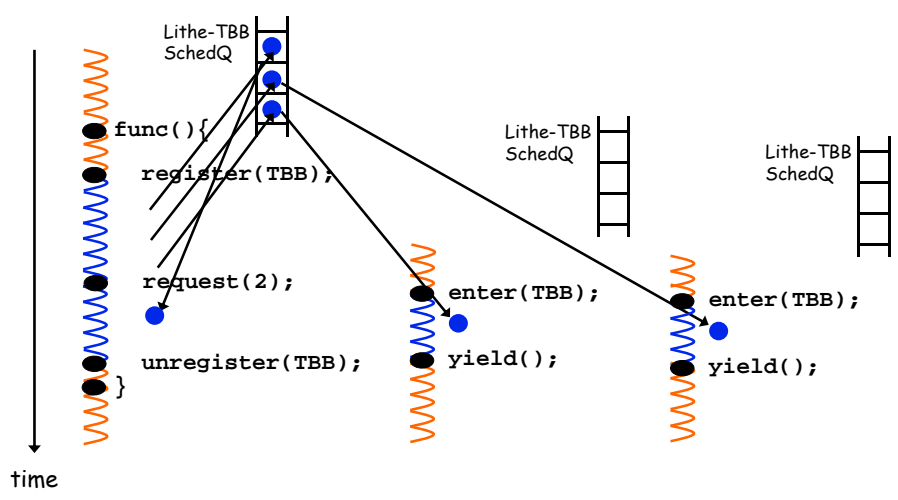 Lithe-TBB
SchedQ
func(){
register(TBB);
request(2);
unregister(TBB);
}
time
Lithe-TBB
SchedQ
enter(TBB);
yield();
Lithe-TBB
SchedQ
enter(TBB);
yield();